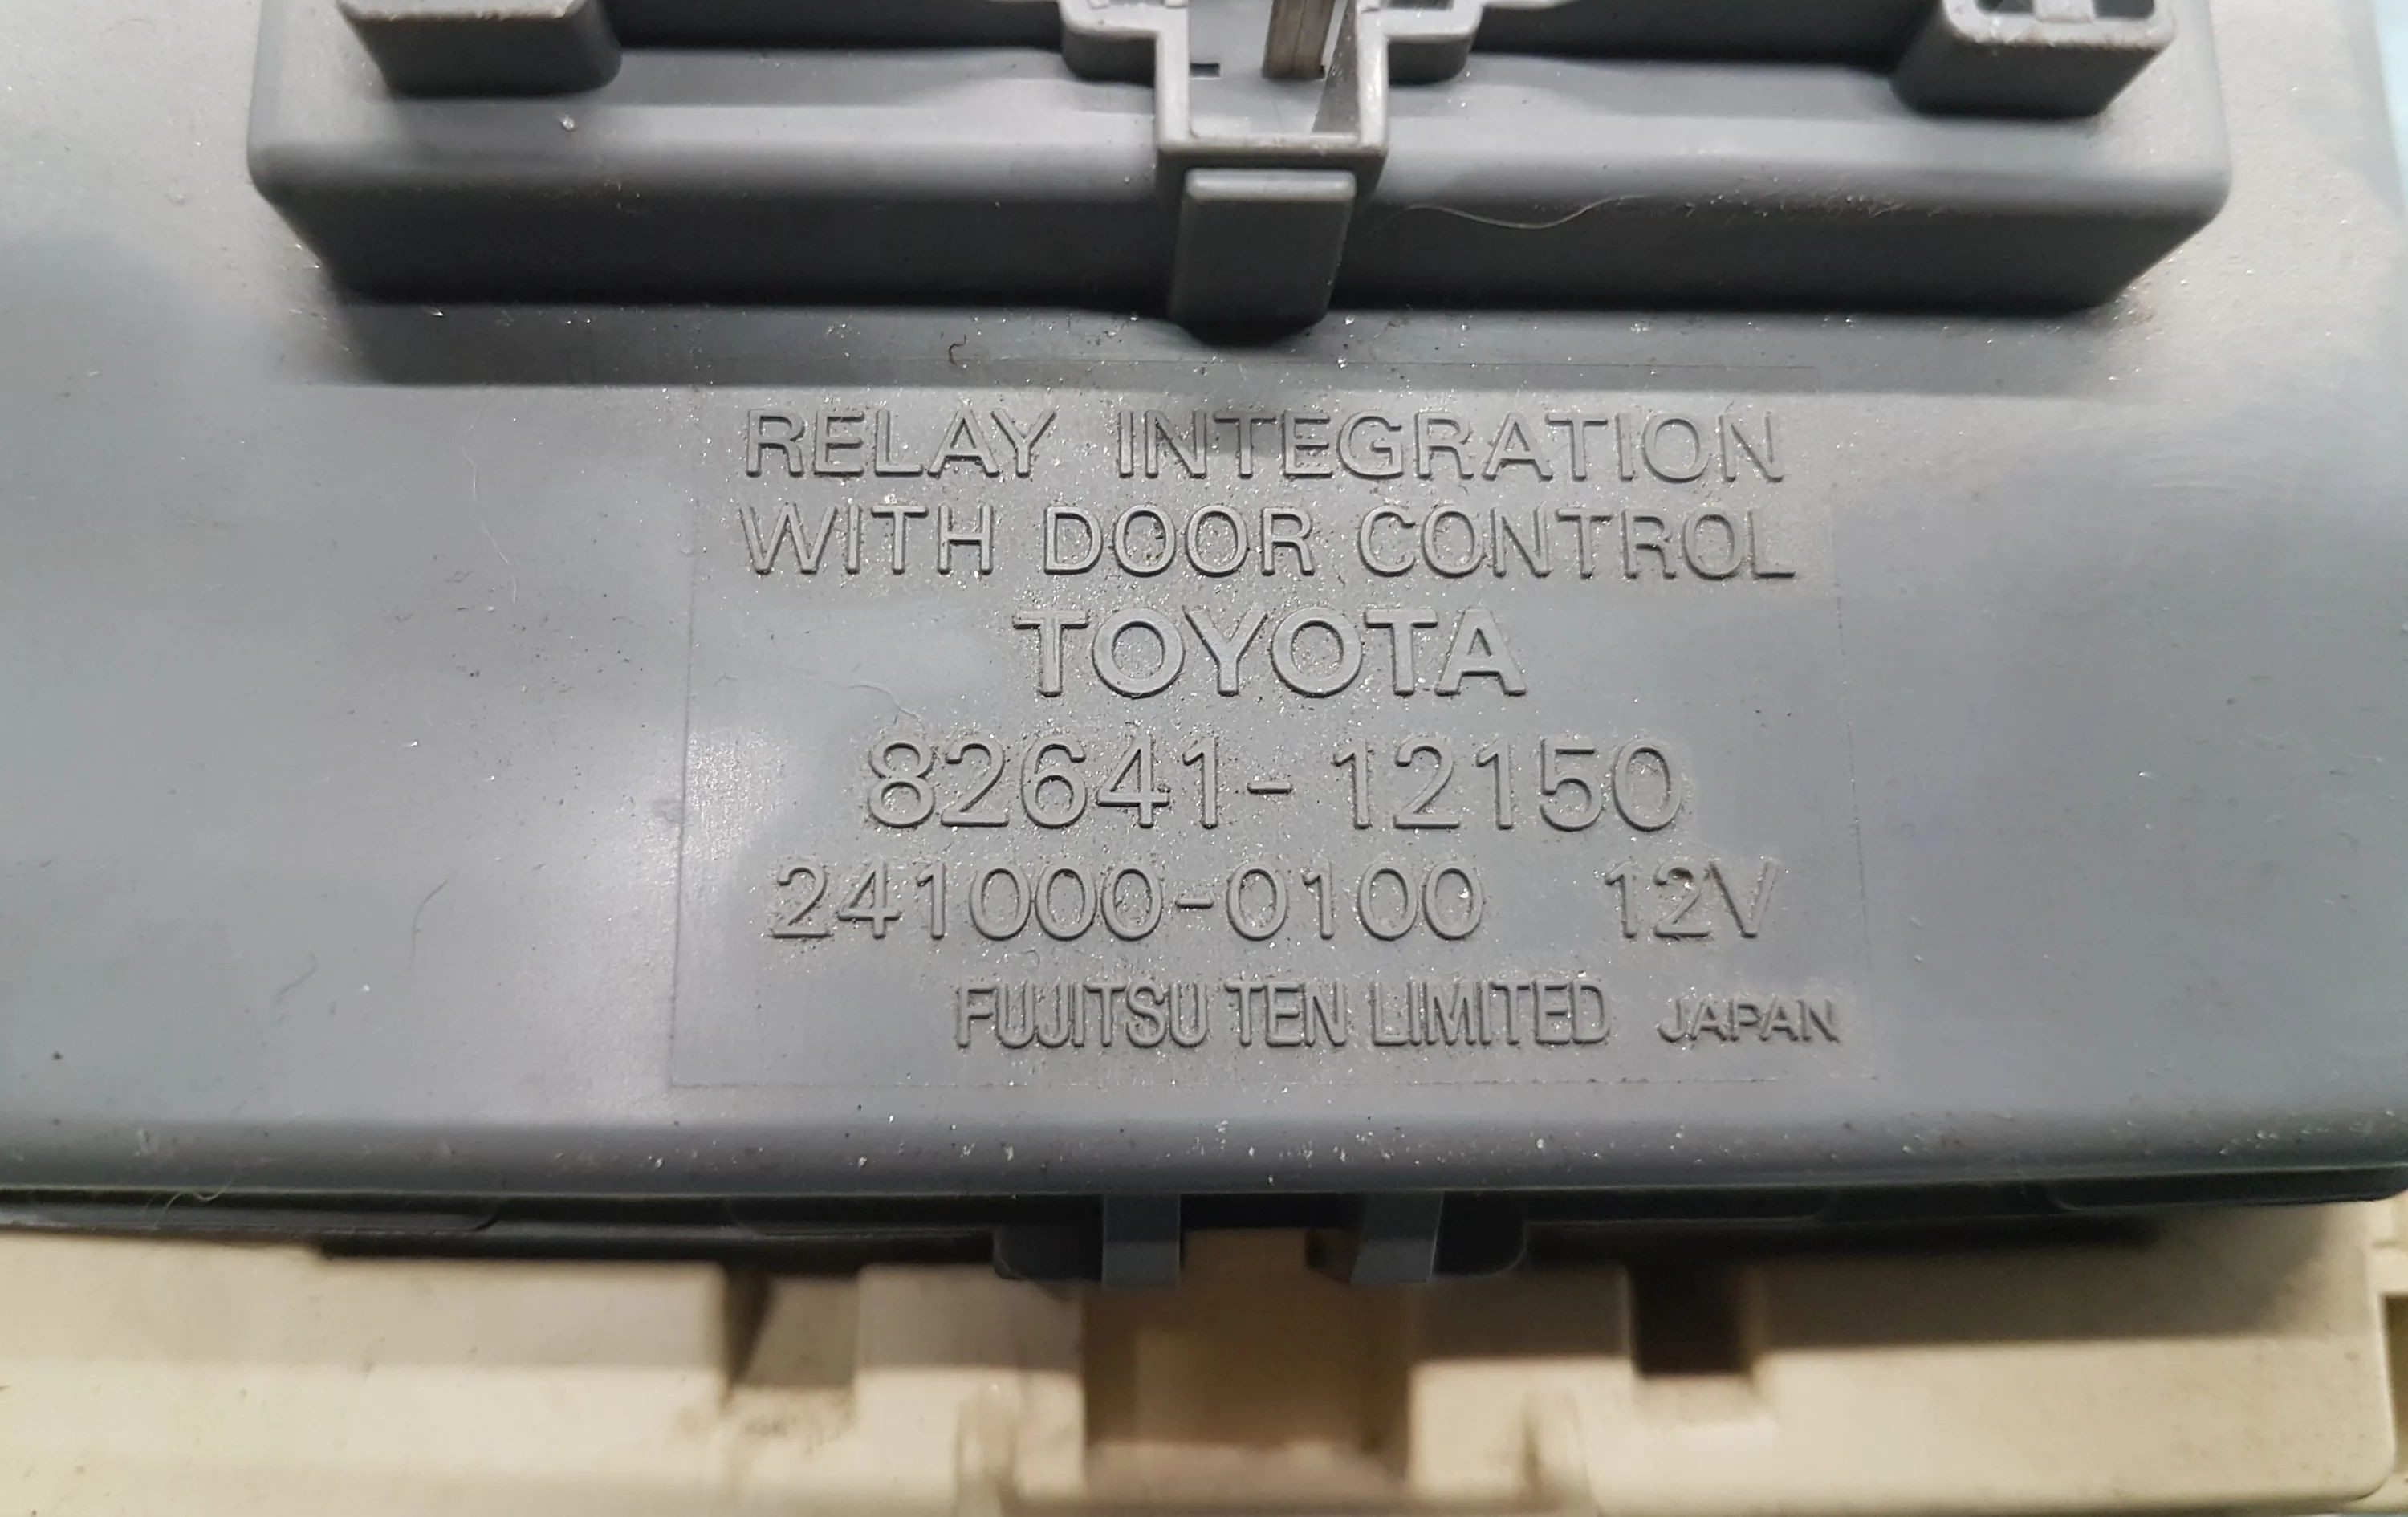 RELAY INTEGRATION
WITH DOOR CONTROL
TOYOTA
82641-12150
241000-0100 12V
FUJITSU TEN LIMITED JAPAN